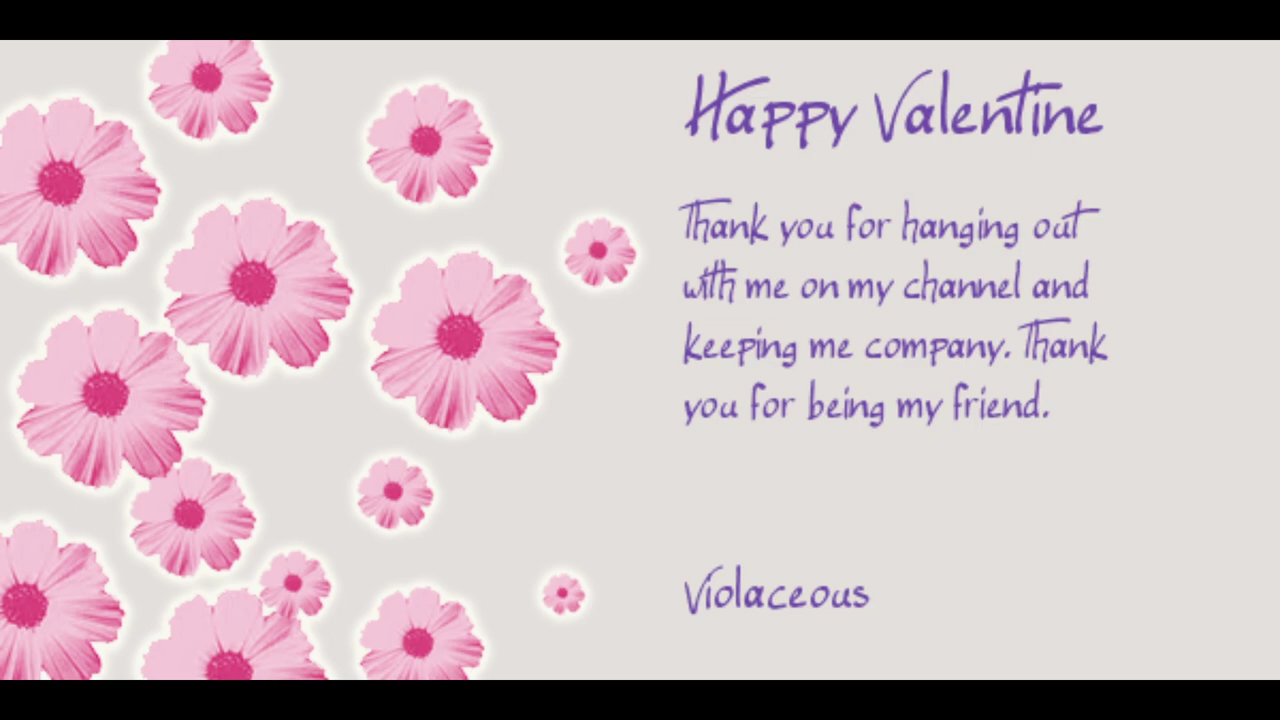 Happy Valentine
Thank you for hanging out
with me on my channel and
keeping me company. Thank
you for being my friend.
Violaceous